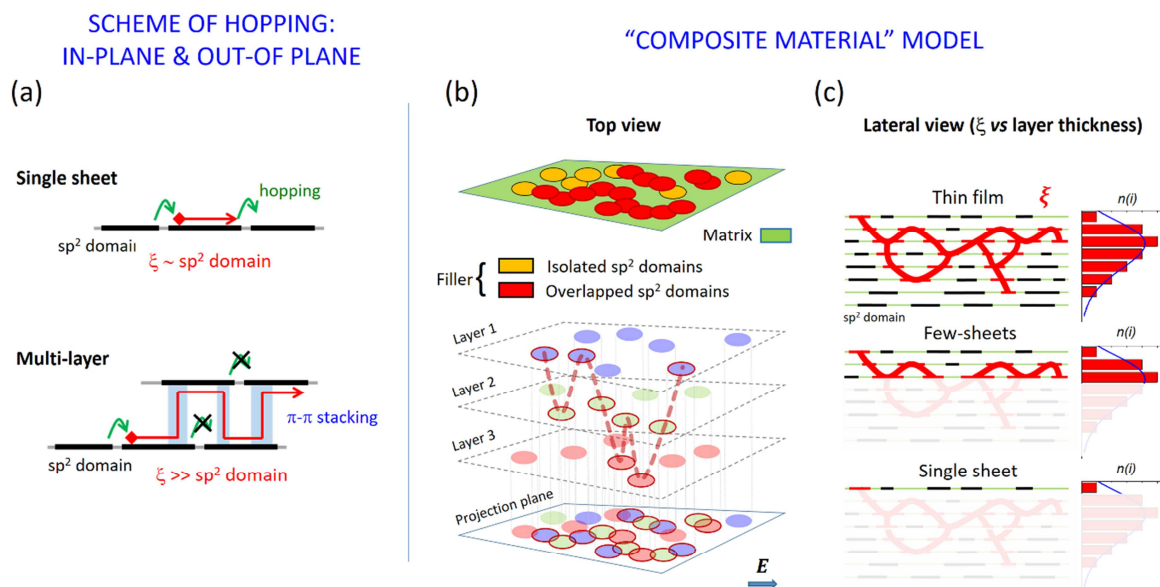 SCHEME OF HOPPING:
IN-PLANE & OUT-OF PLANE
“COMPOSITE MATERIAL” MODEL
(a)
Single sheet
hopping
sp² domain
ξ ~ sp² domain
Multi-layer
π-π stacking
sp² domain
ξ >> sp² domain
(b)
Top view
Matrix
Filler
Isolated sp² domains
Overlapped sp² domains
Layer 1
Layer 2
Layer 3
Projection plane
E
(c)
Lateral view (ξ vs layer thickness)
Thin film
ξ
n(i)
sp² domain
Few-sheets
Single sheet
n(i)